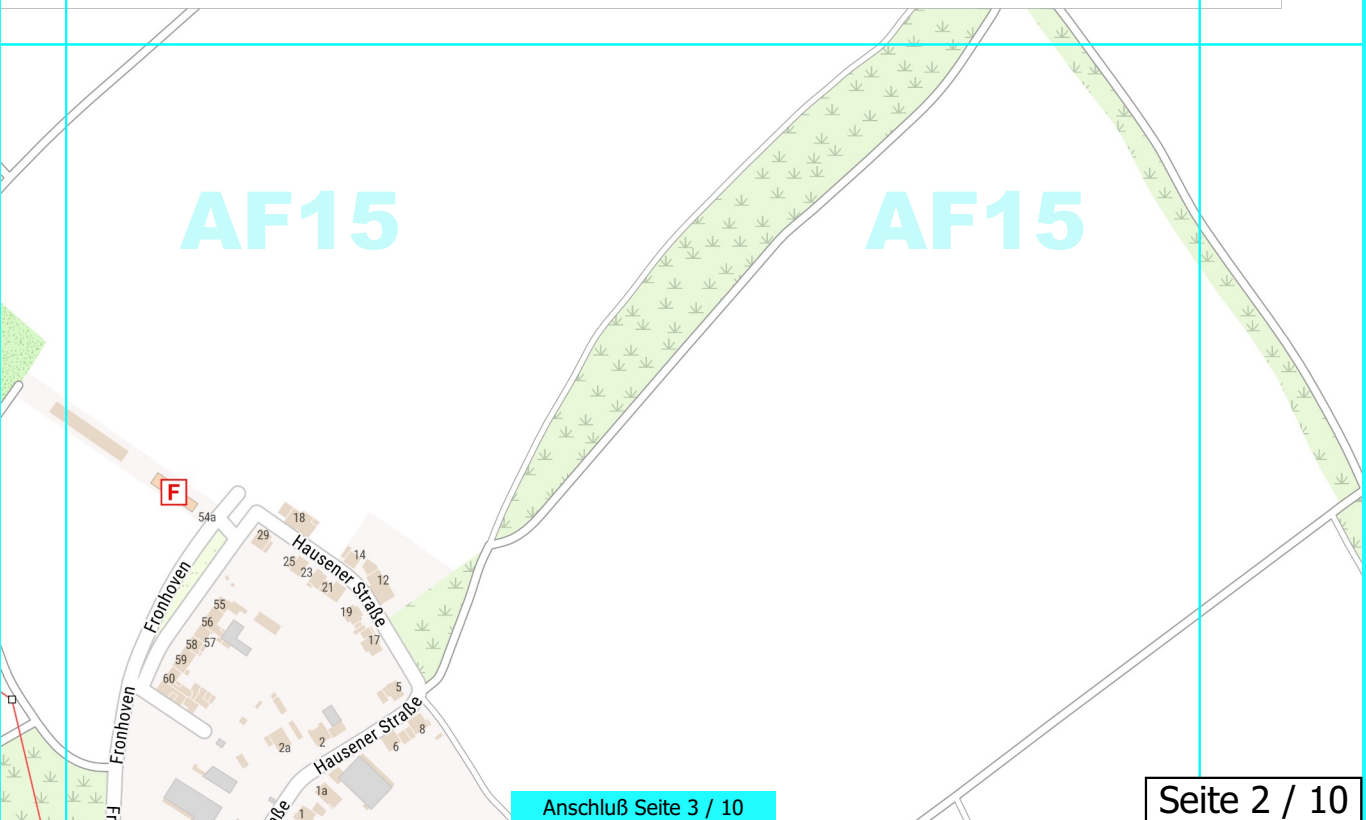 AF15 AF15
F
54a
18
29
Hausener Straße
14
25
23
12
21
Fronhoven
55
19
56
58 57
17
59
60
5
Fronhoven
8
Hausener Straße
2a
2
6
1a
1
aße
Fr
Anschluß Seite 3 / 10
Seite 2 / 10